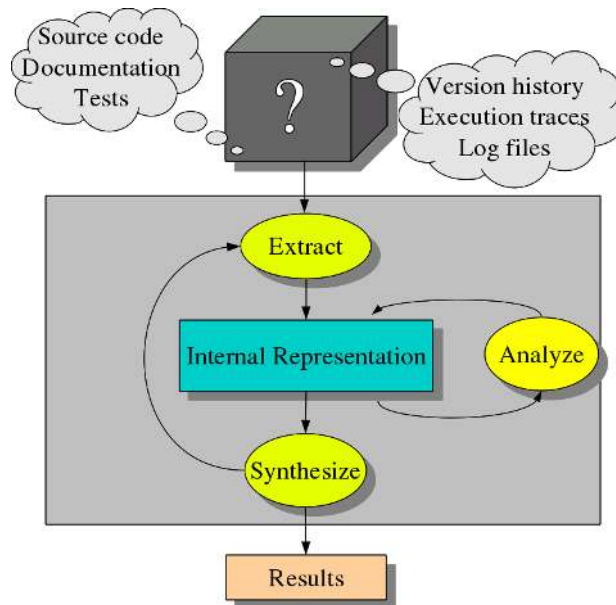 Source code
Documentation
Tests
?
Version history
Execution traces
Log files
Extract
Internal Representation
Analyze
Synthesize
Results